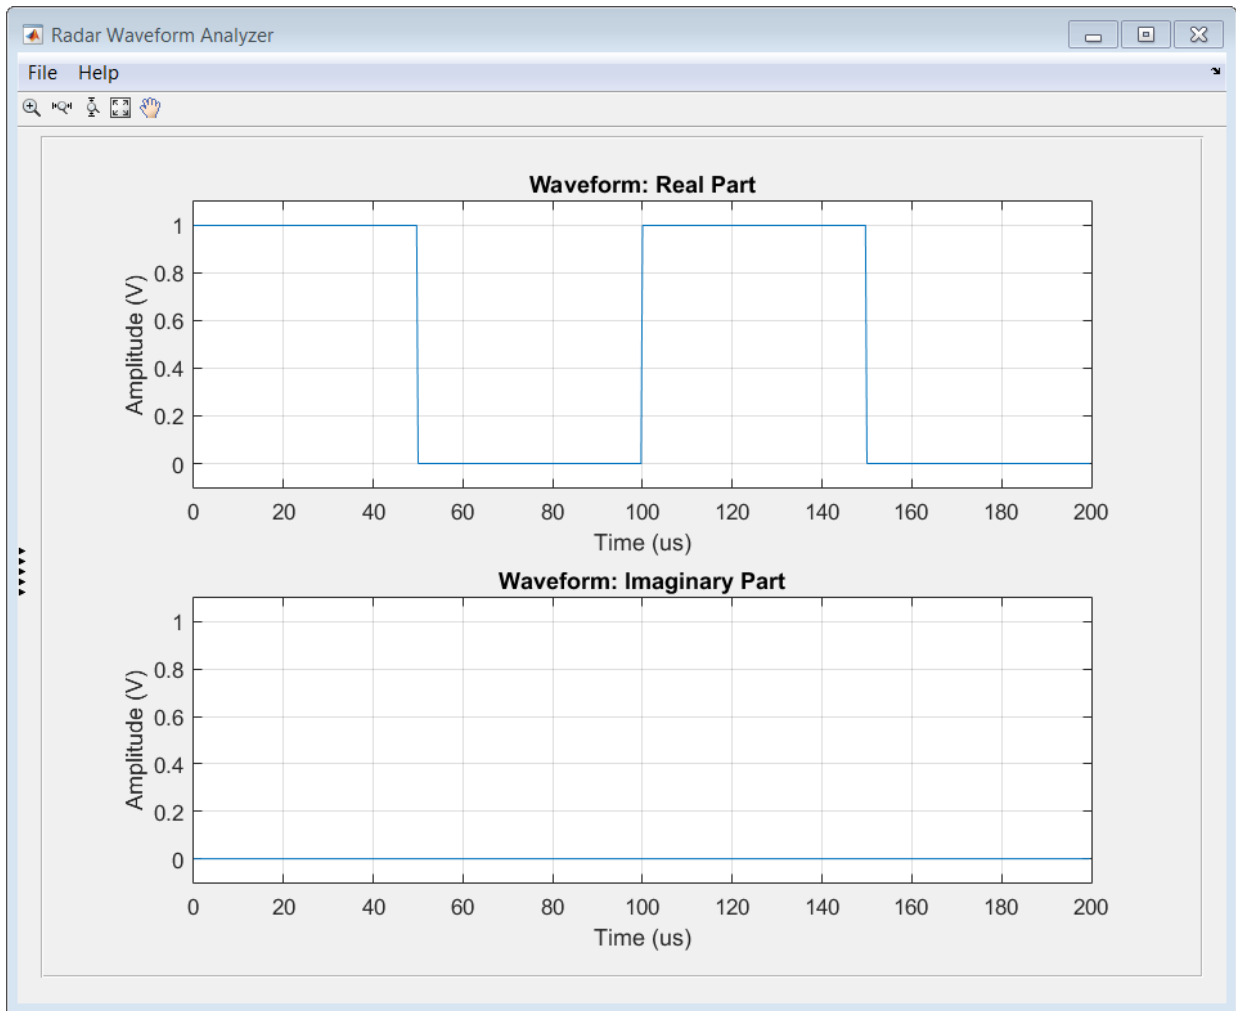 Radar Waveform Analyzer
File Help
Waveform: Real Part
Amplitude (V)
1
0.8
0.6
0.4
0.2
0
0 20 40 60 80 100 120 140 160 180 200
Time (us)
Waveform: Imaginary Part
Amplitude (V)
1
0.8
0.6
0.4
0.2
0
0 20 40 60 80 100 120 140 160 180 200
Time (us)